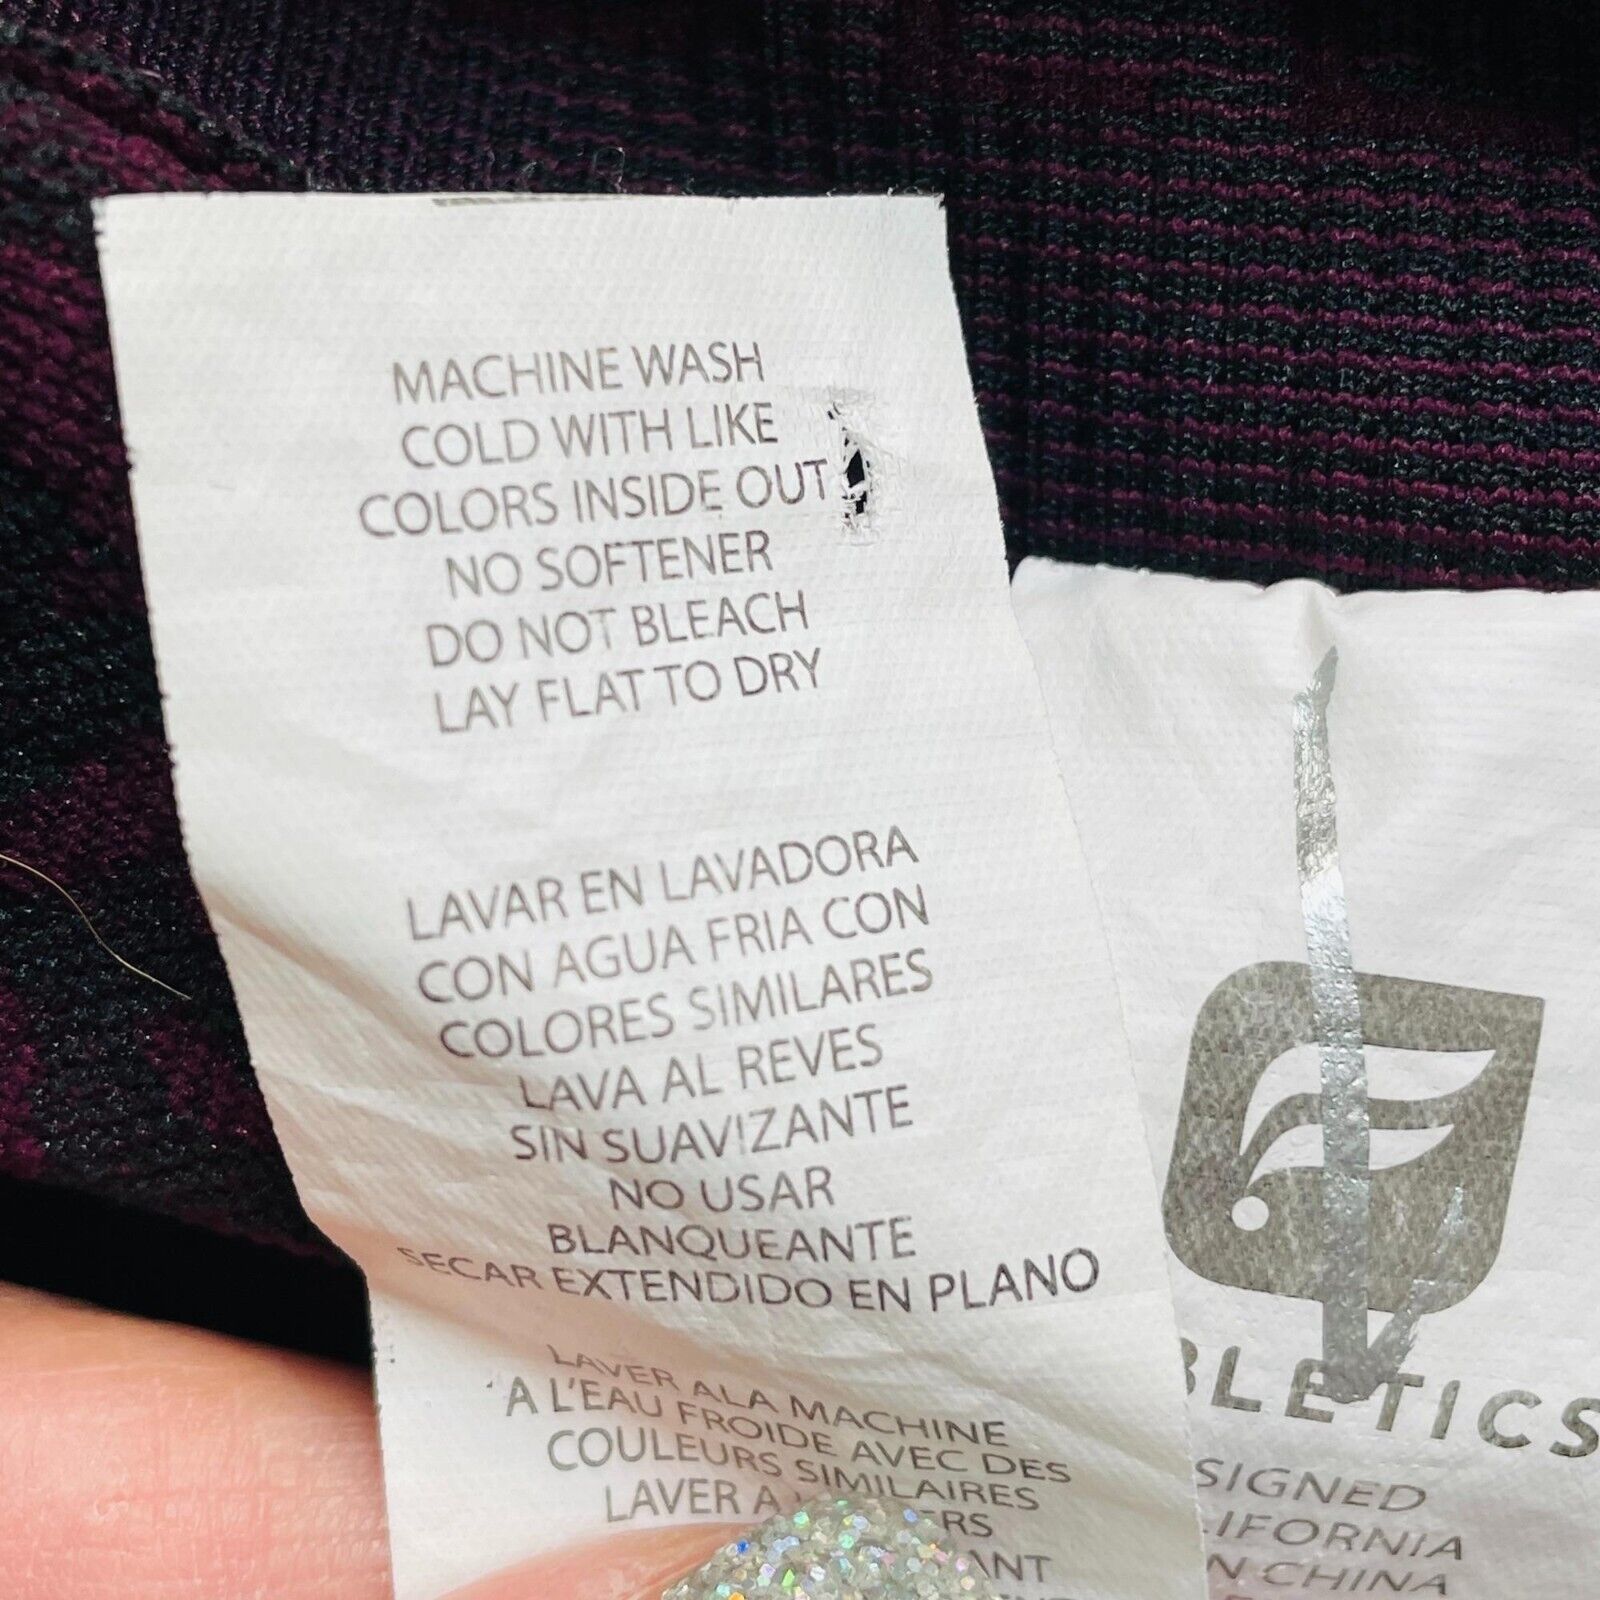 MACHINE WASH
COLD WITH LIKE
COLORS INSIDE OUT
NO SOFTENER
DO NOT BLEACH
LAY FLAT TO DRY
LAVAR EN LAVADORA
CON AGUA FRIA CON
COLORES SIMILARES
LAVA AL REVES
SIN SUAVIZANTE
NO USAR
BLANQUEANTE
SECAR EXTENDIDO EN PLANO
LAVER ALA MACHINE
A L'EAU FROIDE AVEC DES
COULEURS SIMILAIRES
LAVER A
BLETICS
SIGNED
LIFORNIA
N CHINA